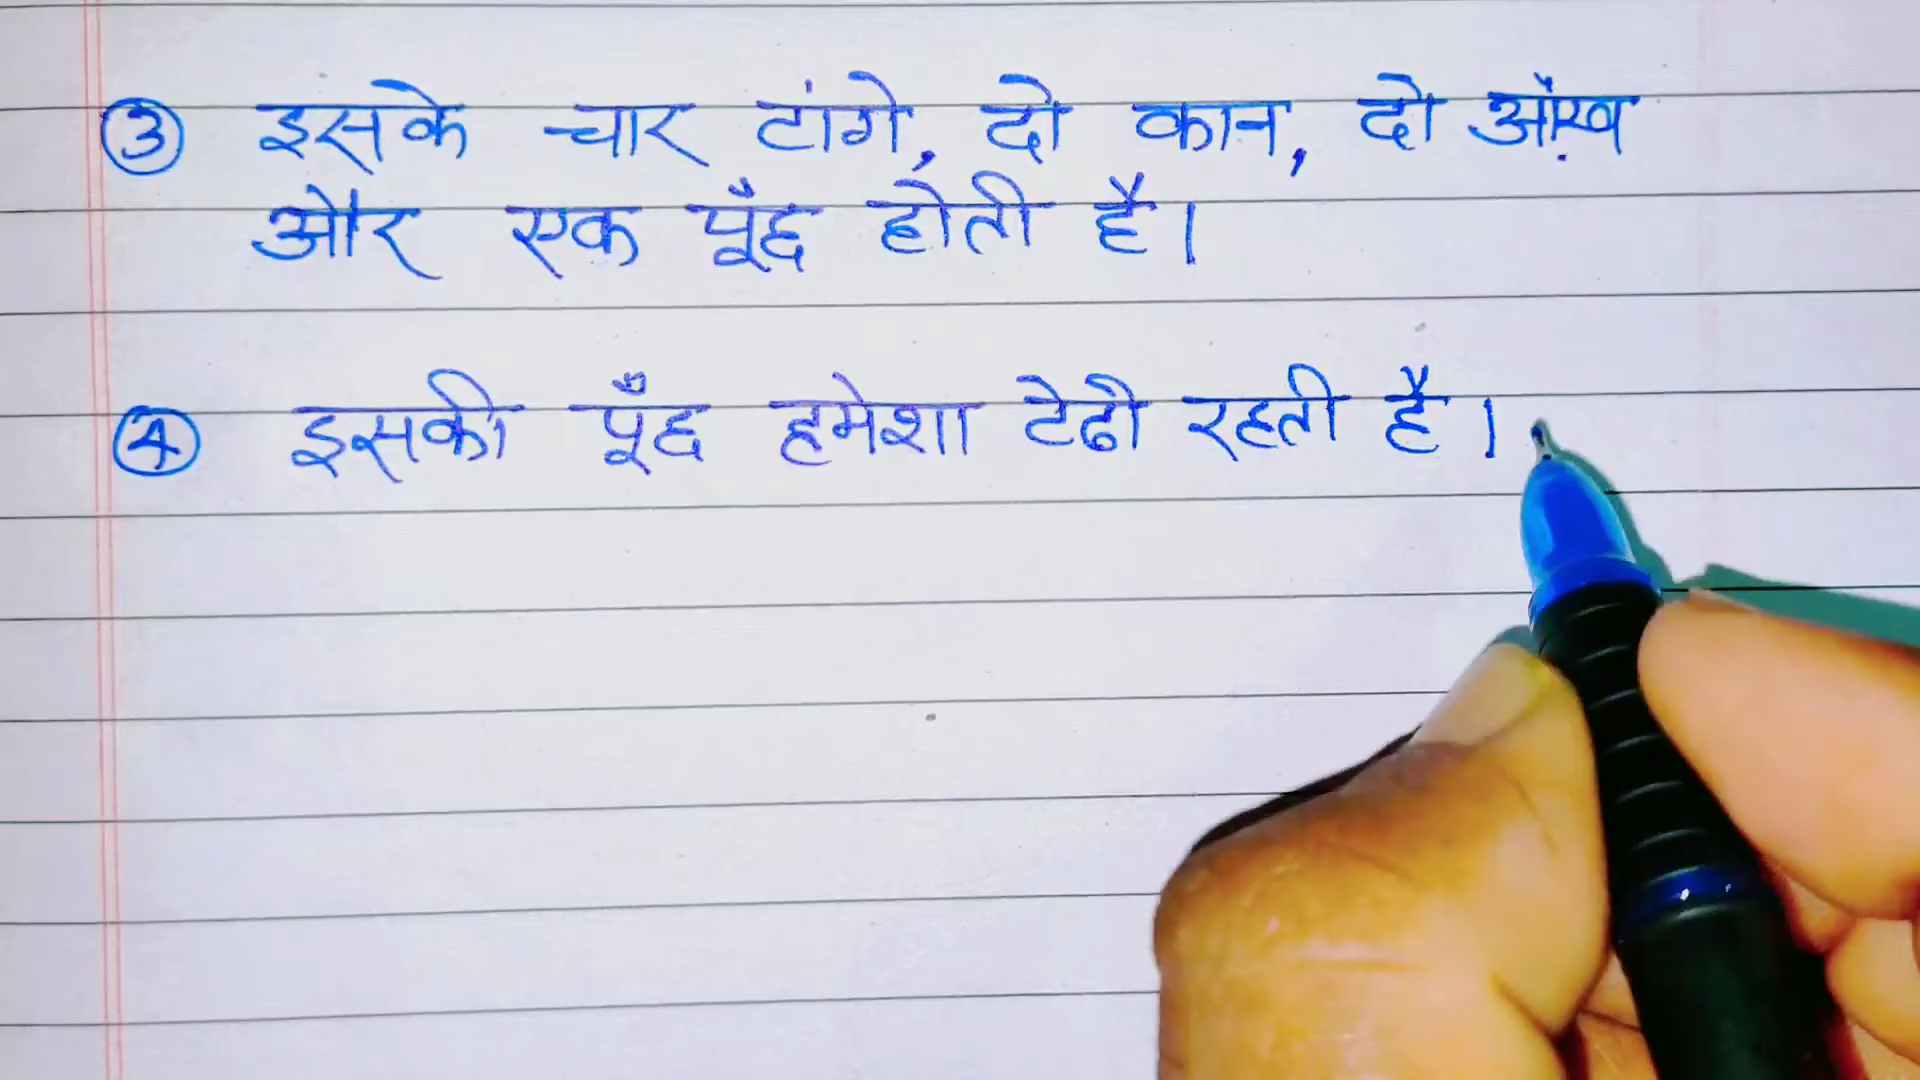 ③ इसके चार टांगे, दो कान, दो आँख
और एक पूँछ होती है।
④ इसकी पूँछ हमेशा टेढी रहती है।